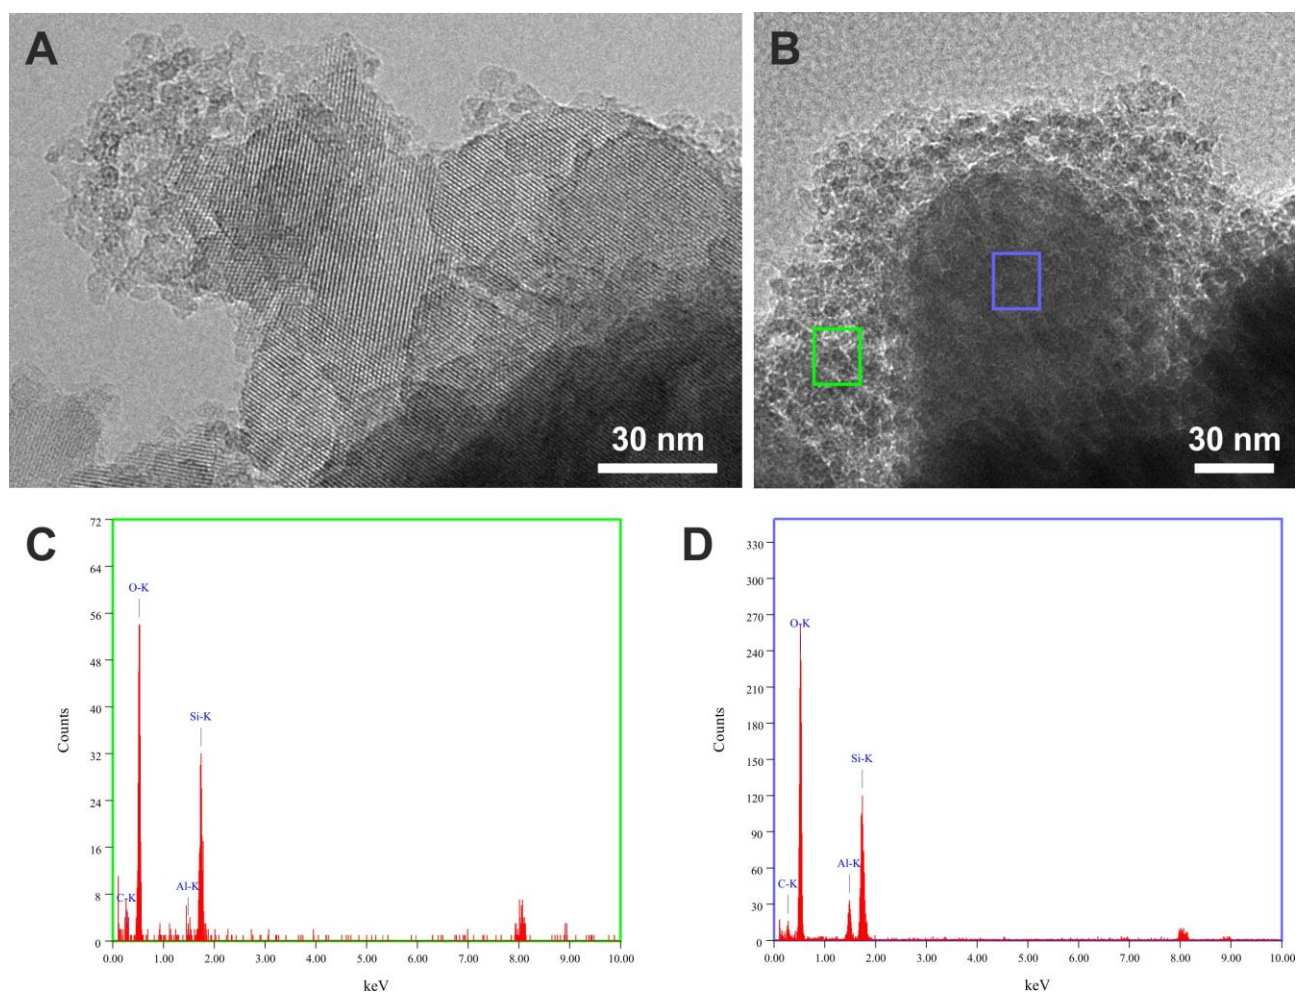 A
B
30 nm
30 nm
C
72
64
56
48
40
32
24
16
8
0
Counts
O-K
Si-K
Al-K
C-K
0.00 1.00 2.00 3.00 4.00 5.00 6.00 7.00 8.00 9.00 10.00
keV
D
330
300
270
240
210
180
150
120
90
60
30
0
Counts
O-K
Si-K
Al-K
C-K
0.00 1.00 2.00 3.00 4.00 5.00 6.00 7.00 8.00 9.00 10.00
keV